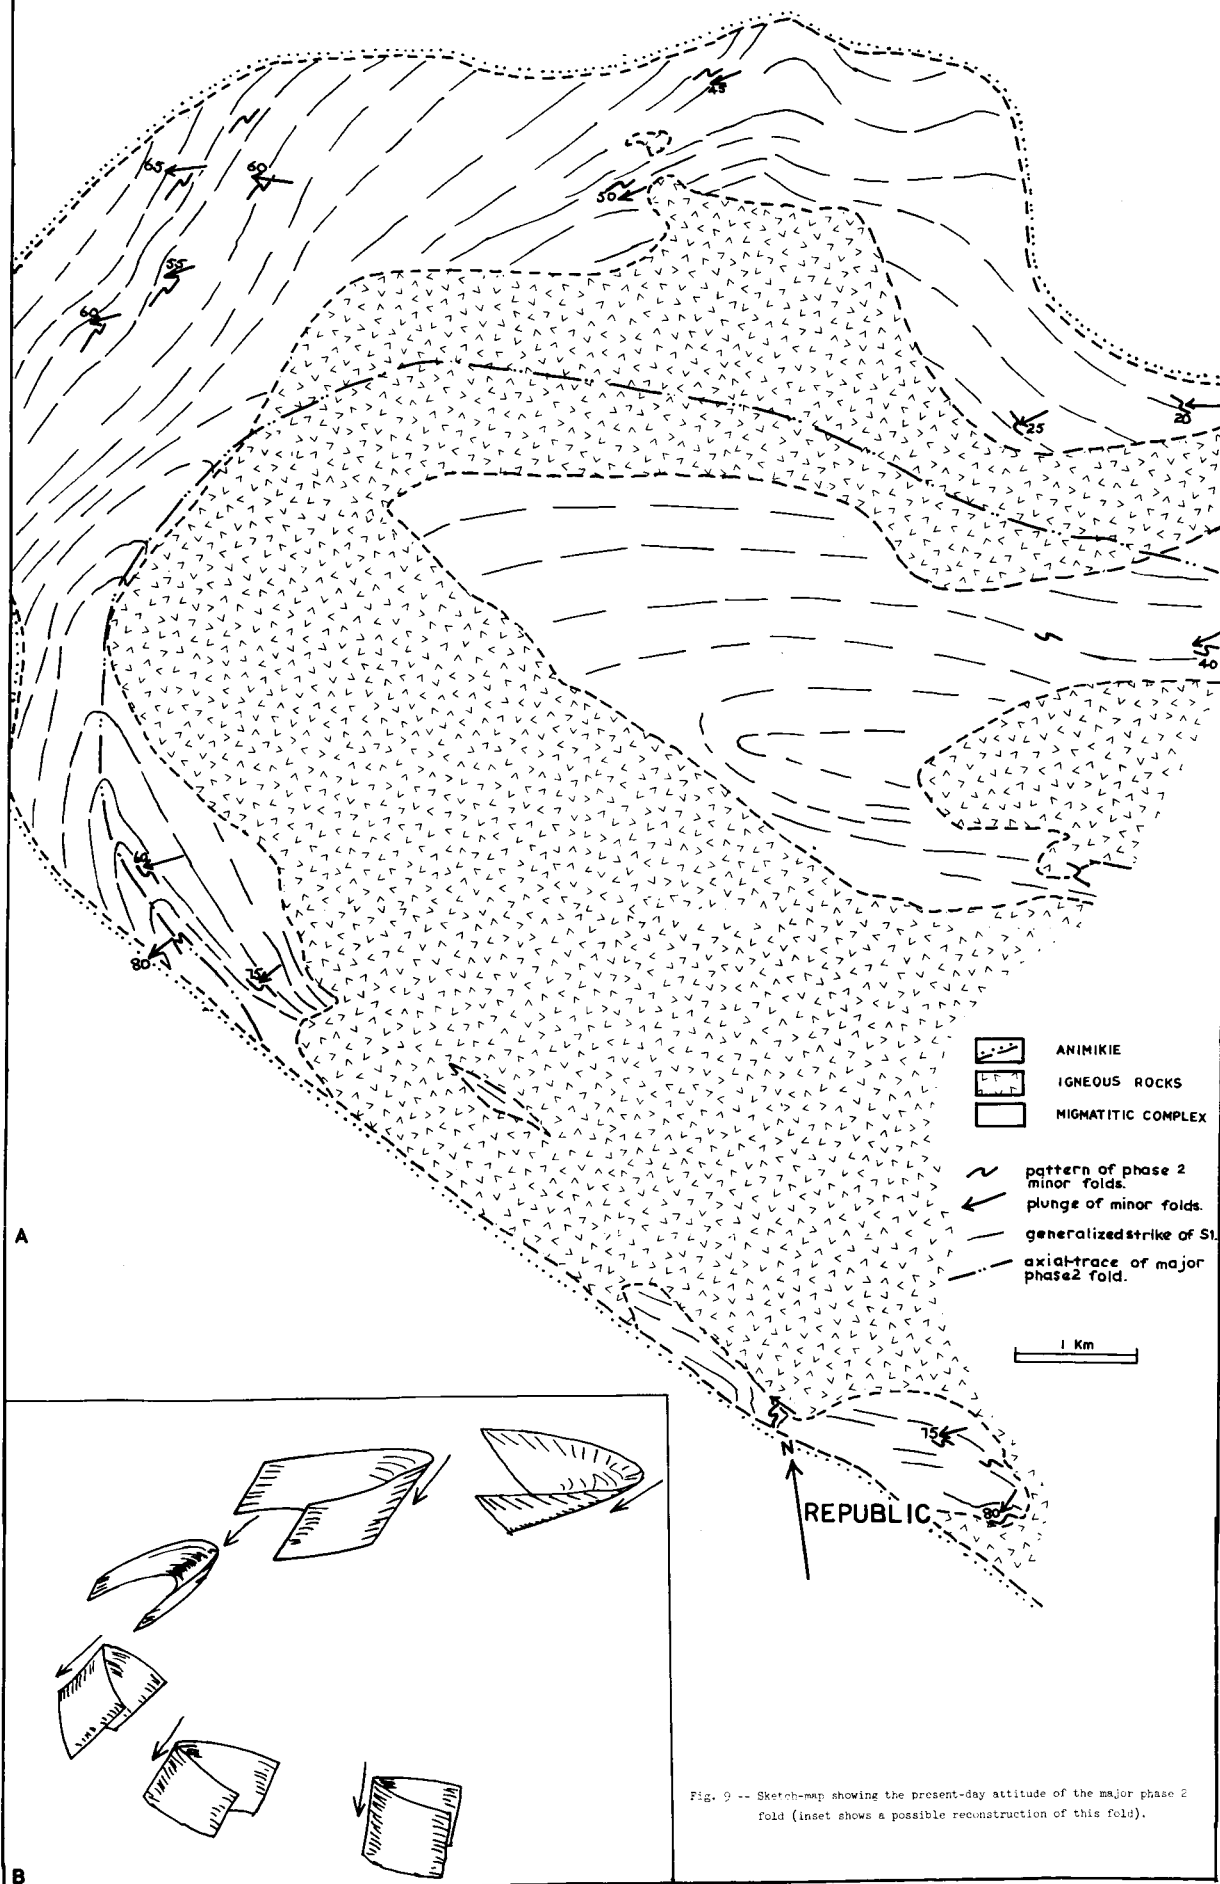 45
65
60
50
55
60
25
20
40
60
80
75
ANIMIKIE
IGNEOUS ROCKS
MIGMATITIC COMPLEX
pattern of phase 2
minor folds.
plunge of minor folds.
generalized strike of S1.
axial-trace of major
phase2 fold.
A
1 Km
75
N
REPUBLIC
80
B
Fig. 9 -- Sketch-map showing the present-day attitude of the major phase 2
fold (inset shows a possible reconstruction of this fold).